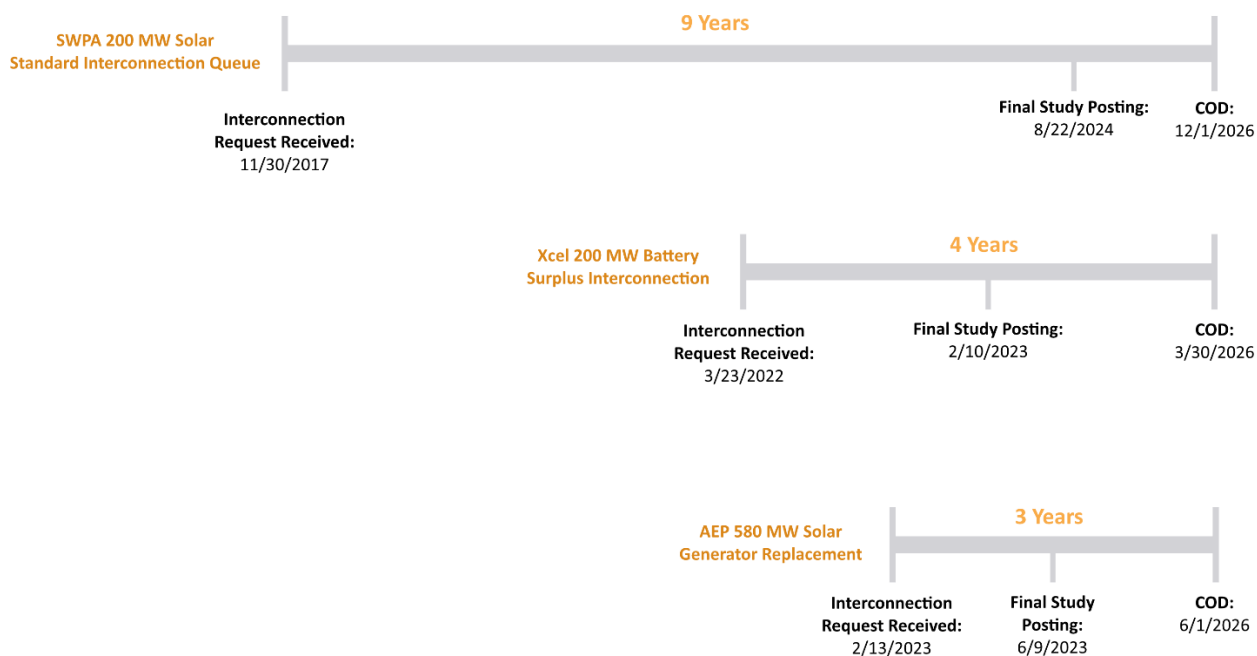 9 Years
SWPA 200 MW Solar
Standard Interconnection Queue
Interconnection
Request Received:
11/30/2017
Final Study Posting:
8/22/2024
COD:
12/1/2026
4 Years
Xcel 200 MW Battery
Surplus Interconnection
Interconnection
Request Received:
3/23/2022
Final Study Posting:
2/10/2023
COD:
3/30/2026
3 Years
AEP 580 MW Solar
Generator Replacement
Interconnection
Request Received:
2/13/2023
Final Study
Posting:
6/9/2023
COD:
6/1/2026